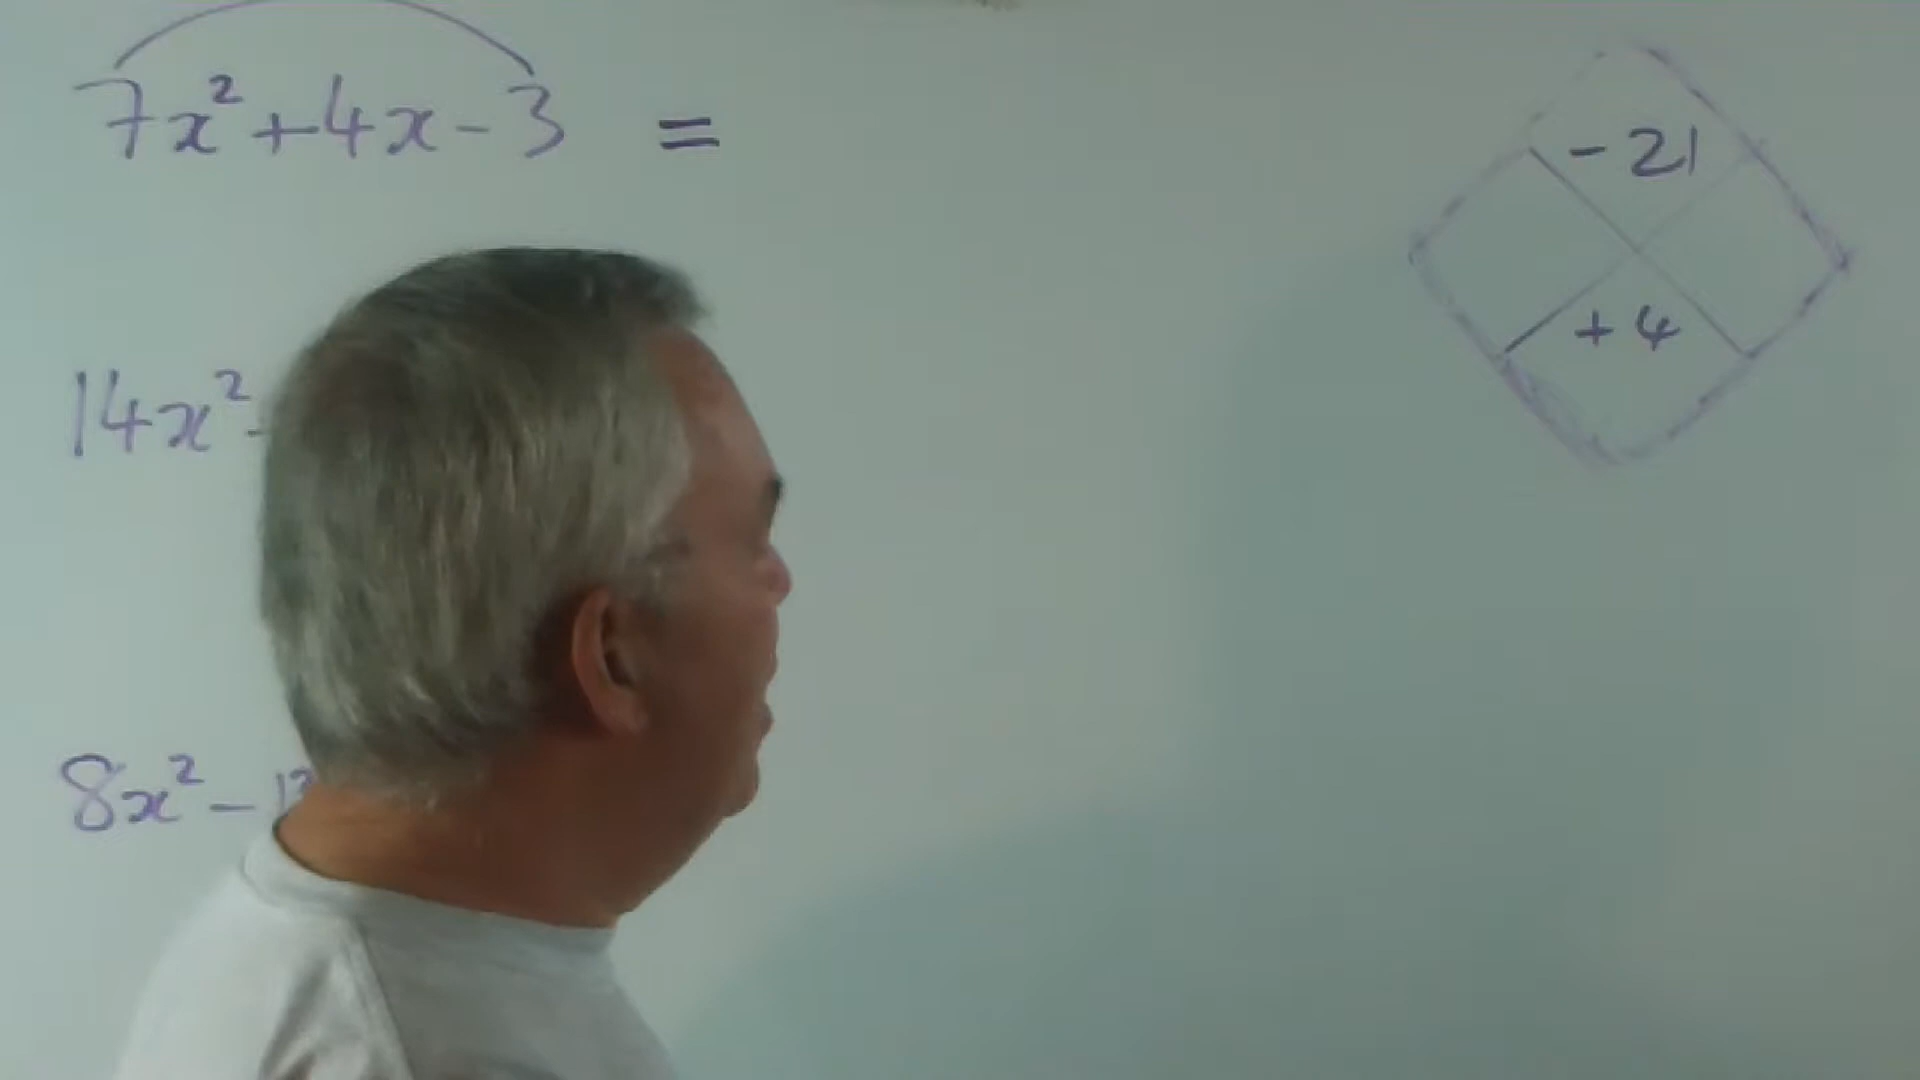 7x² + 4x - 3 =
- 21
+ 4
14x²
8x² -